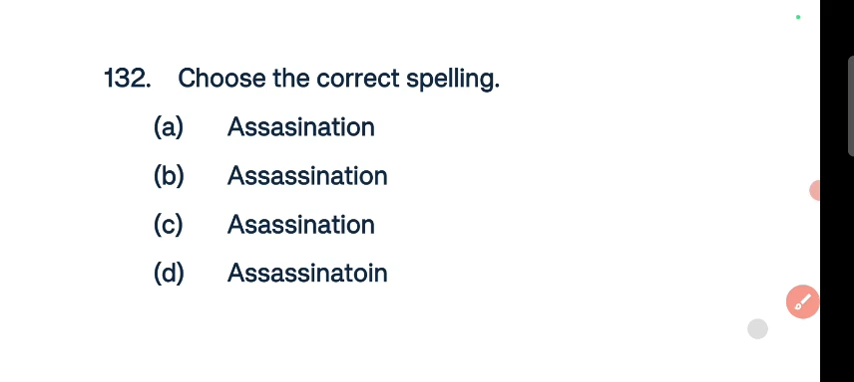 132. Choose the correct spelling.
(a) Assasination
(b) Assassination
(c) Asassination
(d) Assassinatoin